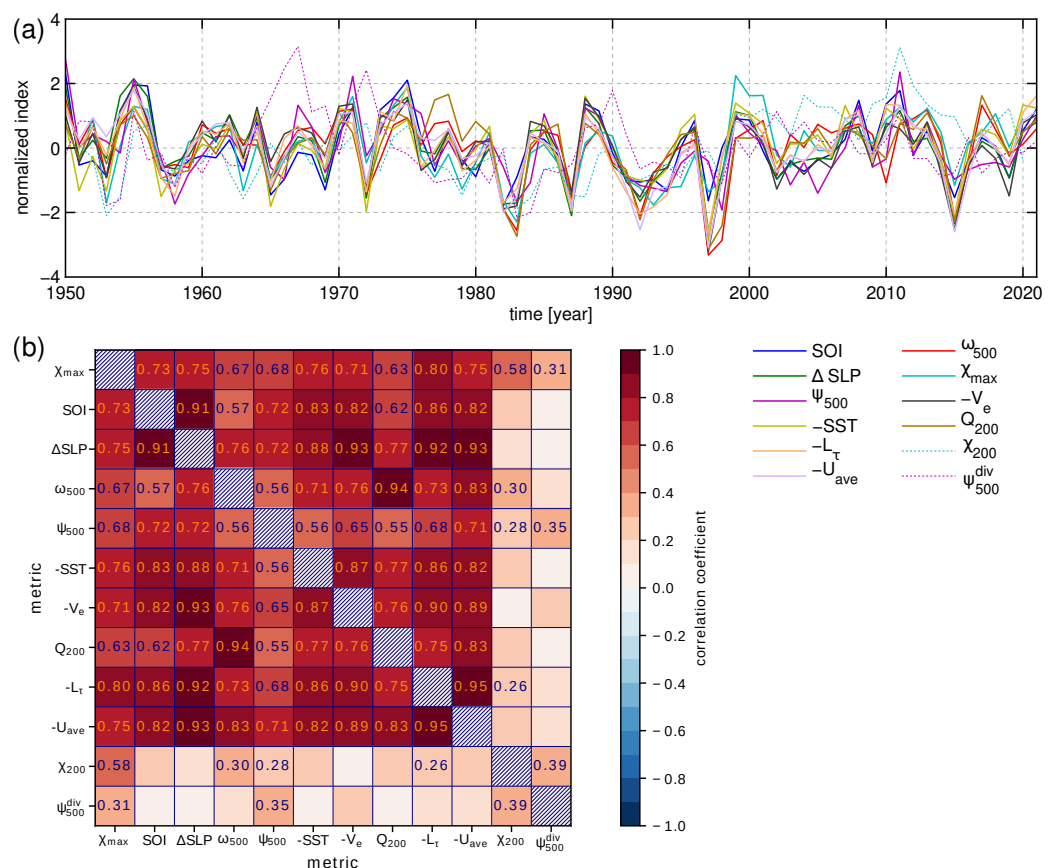 (a)
4
2
0
−2
−4
normalized index
1950 1960 1970 1980 1990 2000 2010 2020
time [year]
(b)
χmax 0.73 0.75 0.67 0.68 0.76 0.71 0.63 0.80 0.75 0.58 0.31
SOI 0.73 0.91 0.57 0.72 0.83 0.82 0.62 0.86 0.82
ΔSLP 0.75 0.91 0.76 0.72 0.88 0.93 0.77 0.92 0.93
ω500 0.67 0.57 0.76 0.56 0.71 0.76 0.94 0.73 0.83 0.30
ψ500 0.68 0.72 0.72 0.56 0.56 0.65 0.55 0.68 0.71 0.28 0.35
-SST 0.76 0.83 0.88 0.71 0.56 0.87 0.77 0.86 0.82
-Ve 0.71 0.82 0.93 0.76 0.65 0.87 0.76 0.90 0.89
Q200 0.63 0.62 0.77 0.94 0.55 0.77 0.76 0.75 0.83
-Lτ 0.80 0.86 0.92 0.73 0.68 0.86 0.90 0.75 0.95 0.26
-Uave 0.75 0.82 0.93 0.83 0.71 0.82 0.89 0.83 0.95
χ200 0.58 0.30 0.28 0.26 0.39
ψ500div 0.31 0.35 0.39
metric
χmax SOI ΔSLP ω500 ψ500 -SST -Ve Q200 -Lτ -Uave χ200 ψ500div
metric
1.0
0.8
0.6
0.4
0.2
0.0
−0.2
−0.4
−0.6
−0.8
−1.0
correlation coefficient
SOI
Δ SLP
ψ500
-SST
-Lτ
-Uave
ω500
χmax
-Ve
Q200
χ200
ψ500div